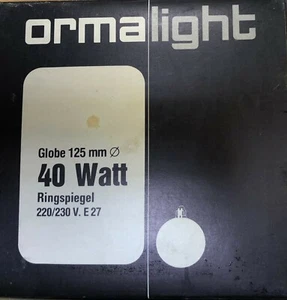 ormalight
Globe 125 mm Ø
40 Watt
Ringspiegel
220/230 V. E 27